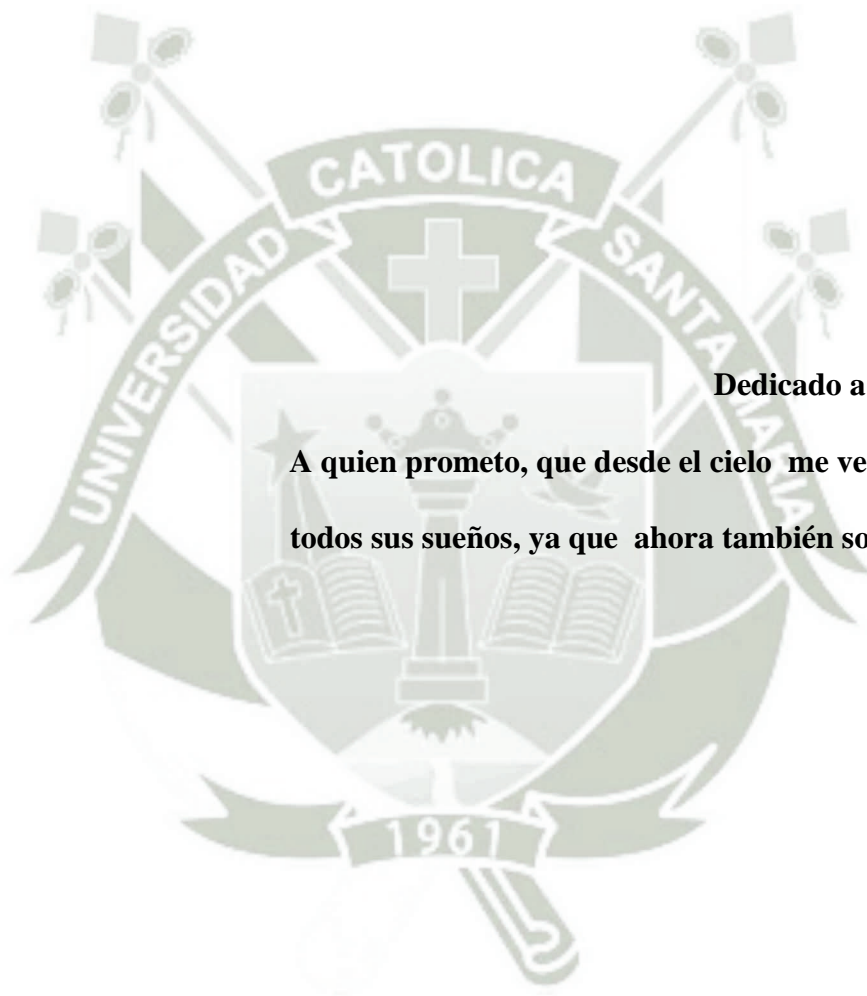 CATOLICA
UNIVERSIDAD
SANTA MARIA
Dedicado a
A quien prometo, que desde el cielo me ve
todos sus sueños, ya que ahora también so
1961